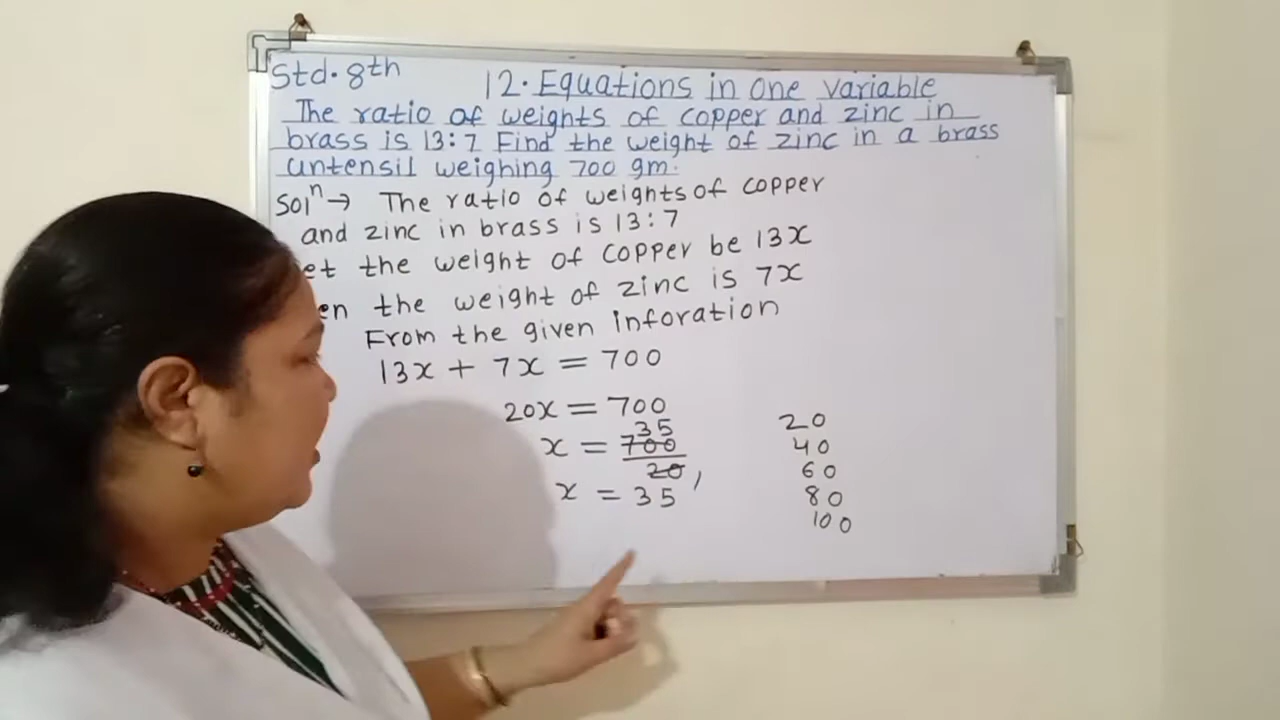 Std. 8th
12. Equations in one variable
The ratio of weights of copper and zinc in
brass is 13:7 Find the weight of zinc in a brass
untensil weighing 700 gm.
Solⁿ → The ratio of weights of copper
and zinc in brass is 13:7
et the weight of copper be 13x
en the weight of zinc is 7x
From the given inforation
13x + 7x = 700
20x = 700
35
x = 700
20 1
x = 35
20
40
60
80
100